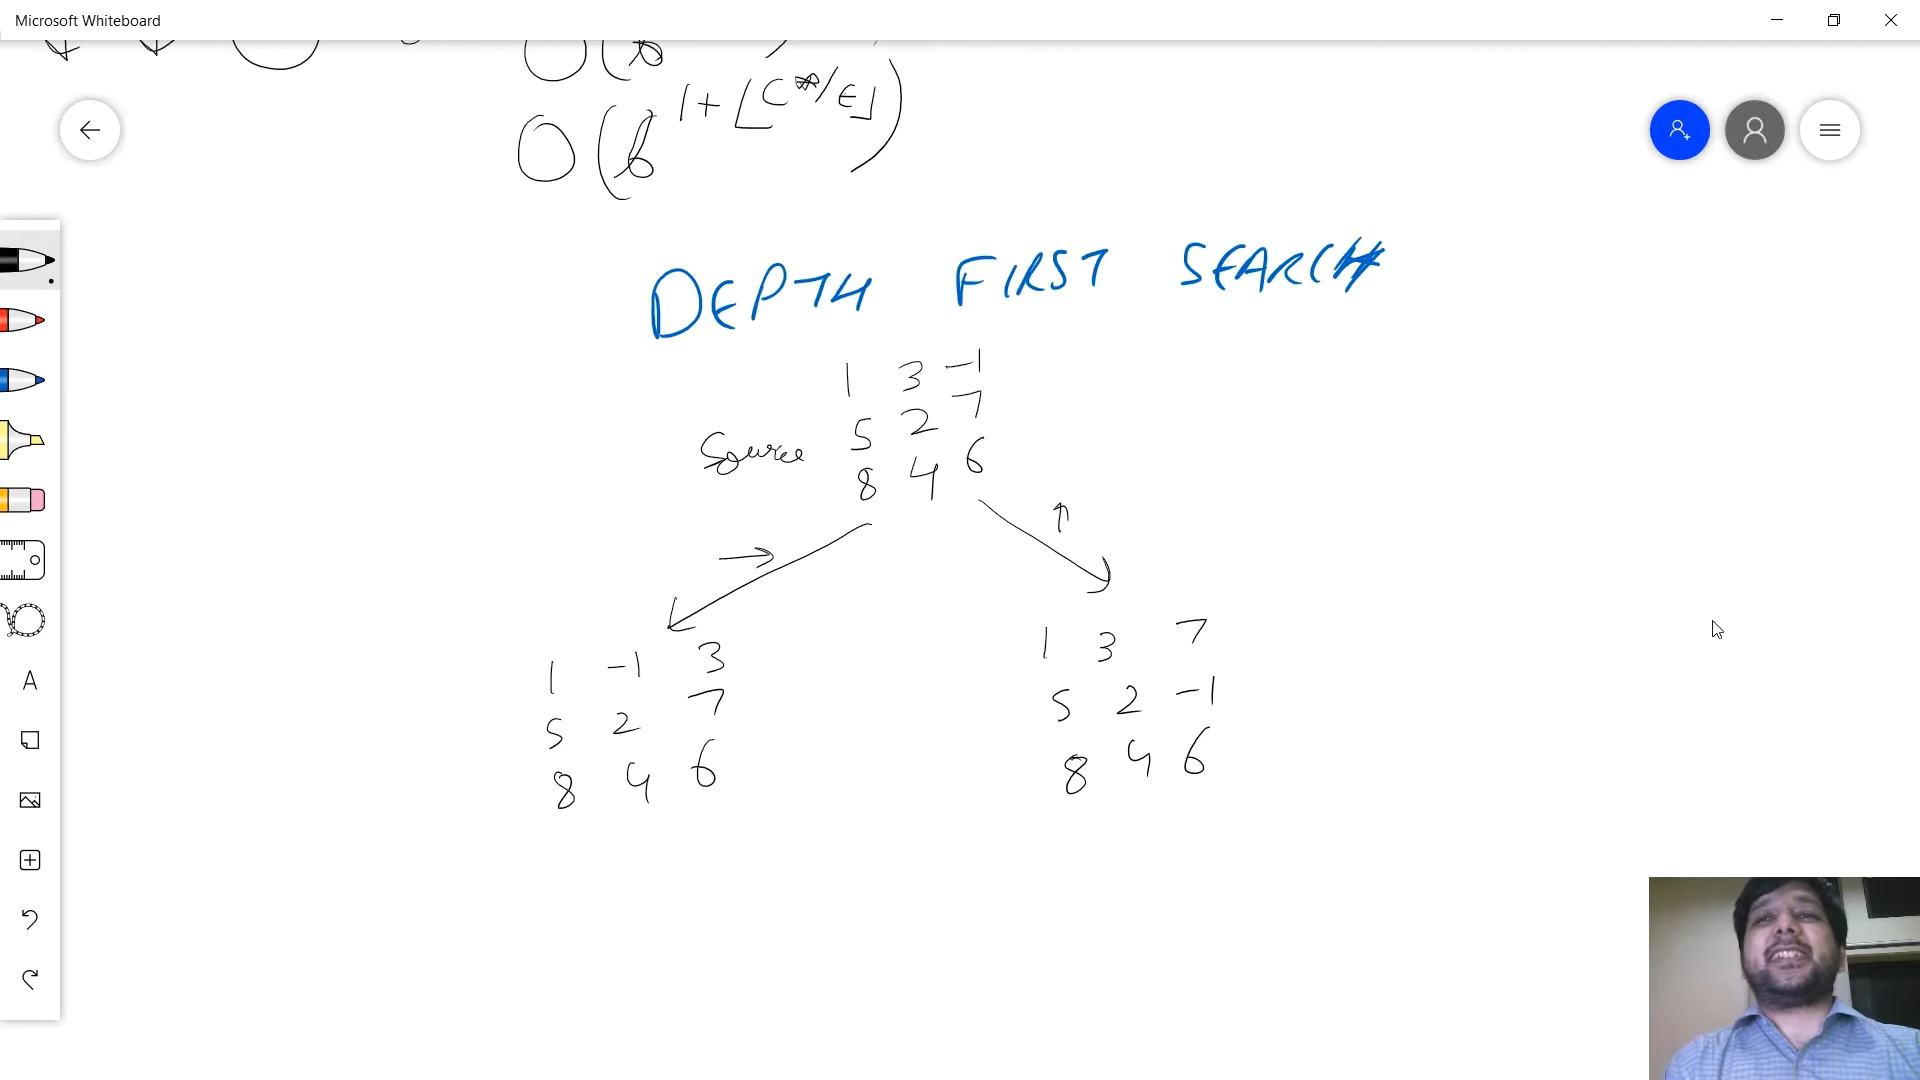 Microsoft Whiteboard
O(b
O(b^1+⌊C*/ϵ⌋)
DEPTH FIRST SEARCH
1 3 -1
5 2 7
Source
8 4 6
→
↑
1 -1 3
5 2 7
8 4 6
1 3 7
5 2 -1
8 4 6
A